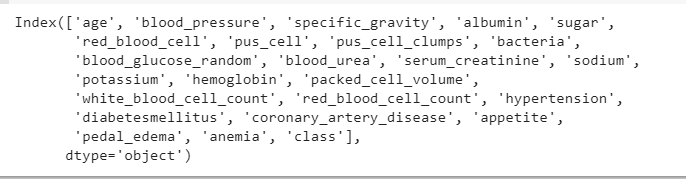 Index(['age', 'blood_pressure', 'specific_gravity', 'albumin', 'sugar',
'red_blood_cell', 'pus_cell', 'pus_cell_clumps', 'bacteria',
'blood_glucose_random', 'blood_urea', 'serum_creatinine', 'sodium',
'potassium', 'hemoglobin', 'packed_cell_volume',
'white_blood_cell_count', 'red_blood_cell_count', 'hypertension',
'diabetesmellitus', 'coronary_artery_disease', 'appetite',
'pedal_edema', 'anemia', 'class'],
dtype='object')